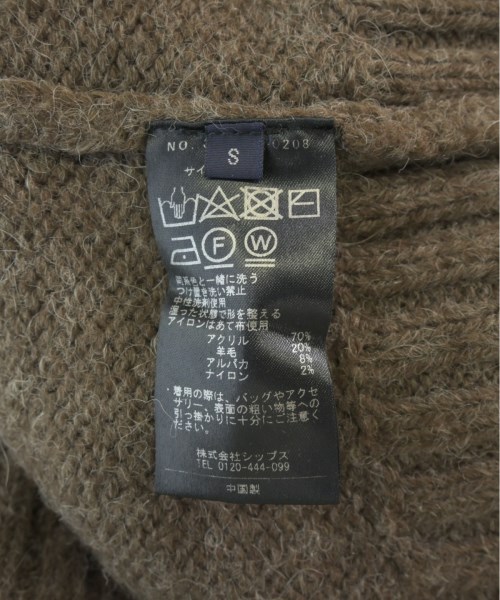 NO. S 0208
S
サイ
F W
同系色と一緒に洗う
つけ置き洗い禁止
中性洗剤使用
湿った状態で形を整える
アイロンはあて布使用
アクリル 70%
羊毛 20%
アルパカ 8%
ナイロン 2%
・着用の際は、バッグやアクセ
サリー、表面の粗い物等への
引っ掛かりに十分にご注意く
ださい。
株式会社シップス
TEL 0120-444-099
中国製